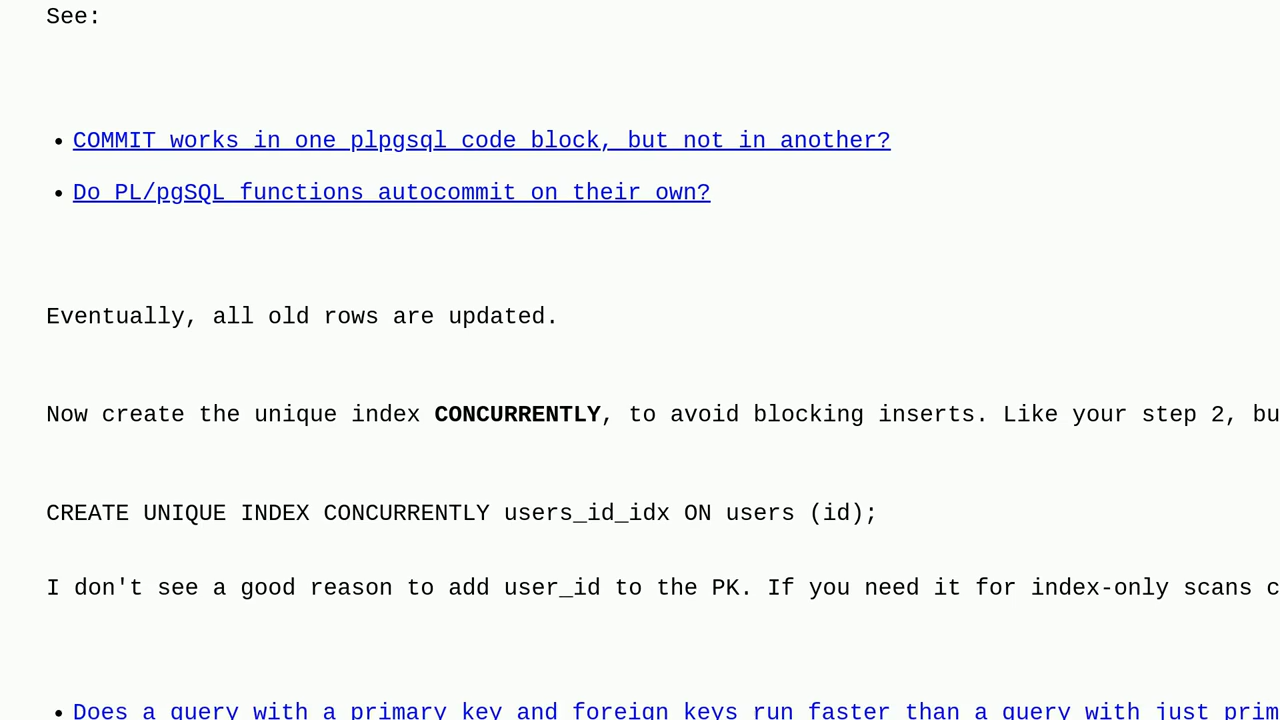 See:
• COMMIT works in one plpgsql code block, but not in another?
• Do PL/pgSQL functions autocommit on their own?
Eventually, all old rows are updated.
Now create the unique index CONCURRENTLY, to avoid blocking inserts. Like your step 2, bu
CREATE UNIQUE INDEX CONCURRENTLY users_id_idx ON users (id);
I don't see a good reason to add user_id to the PK. If you need it for index-only scans c
• Does a query with a primary key and foreign keys run faster than a query with just prim